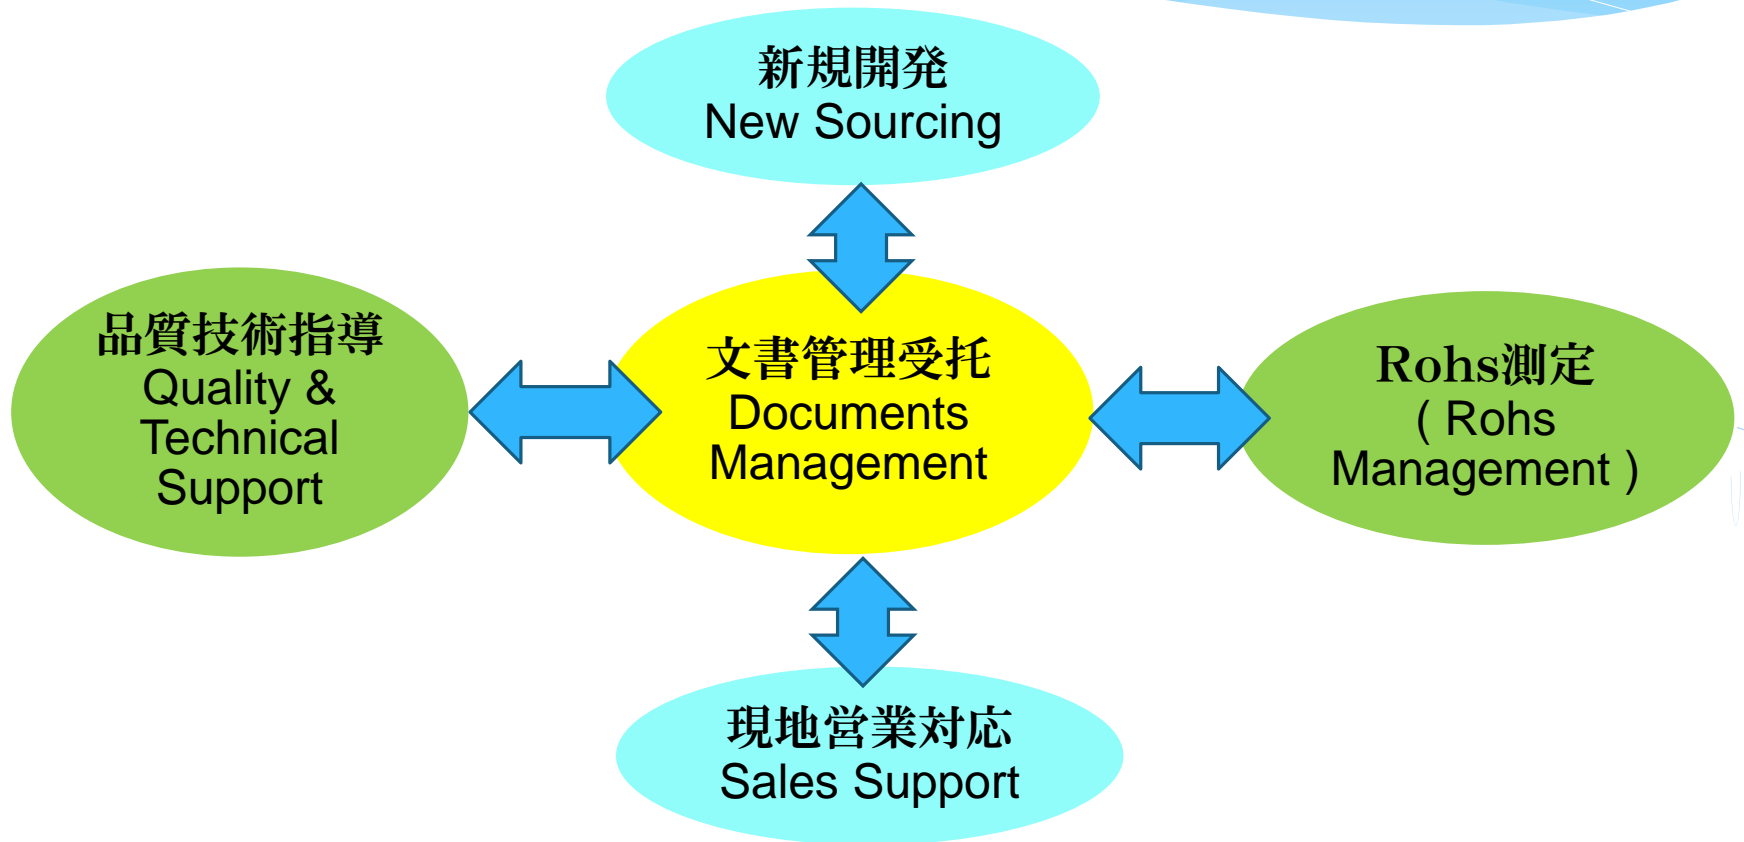 新規開発
New Sourcing
品質技術指導
Quality &
Technical
Support
文書管理受托
Documents
Management
Rohs測定
( Rohs
Management )
現地営業対応
Sales Support